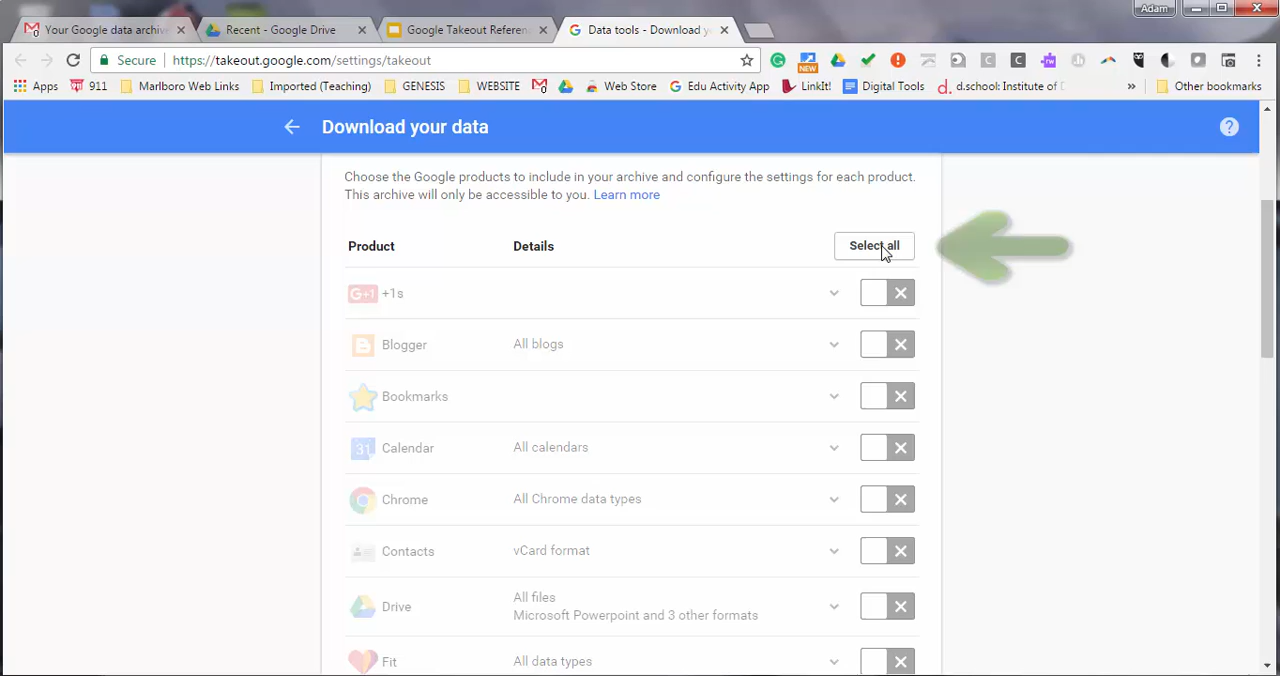 Adam
Your Google data archiv
Recent - Google Drive
Google Takeout Referen
Data tools - Download y
Secure https://takeout.google.com/settings/takeout
NEW
Apps 911 Marlboro Web Links Imported (Teaching) GENESIS WEBSITE Web Store Edu Activity App LinkIt! Digital Tools d.school: Institute of D » Other bookmarks
Download your data
Choose the Google products to include in your archive and configure the settings for each product.
This archive will only be accessible to you. Learn more
Product Details Select all
G+1 +1s
Blogger All blogs
Bookmarks
31 Calendar All calendars
Chrome All Chrome data types
Contacts vCard format
Drive All files
Microsoft Powerpoint and 3 other formats
Fit All data types